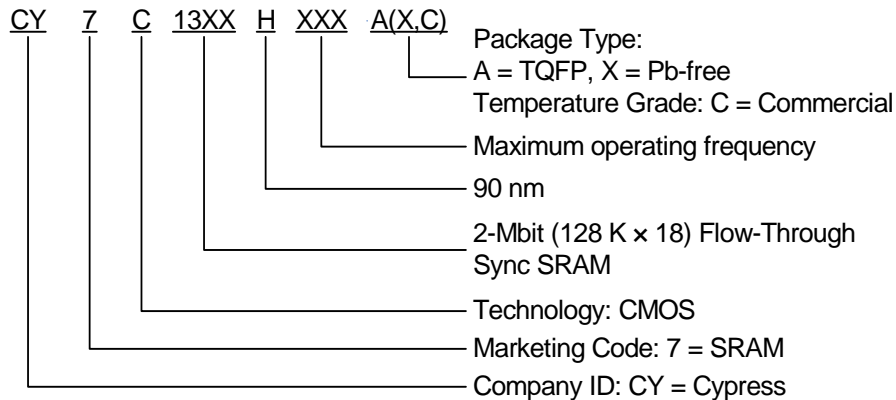 CY 7 C 13XX H XXX A(X,C)
Package Type:
A = TQFP, X = Pb-free
Temperature Grade: C = Commercial
Maximum operating frequency
90 nm
2-Mbit (128 K × 18) Flow-Through
Sync SRAM
Technology: CMOS
Marketing Code: 7 = SRAM
Company ID: CY = Cypress